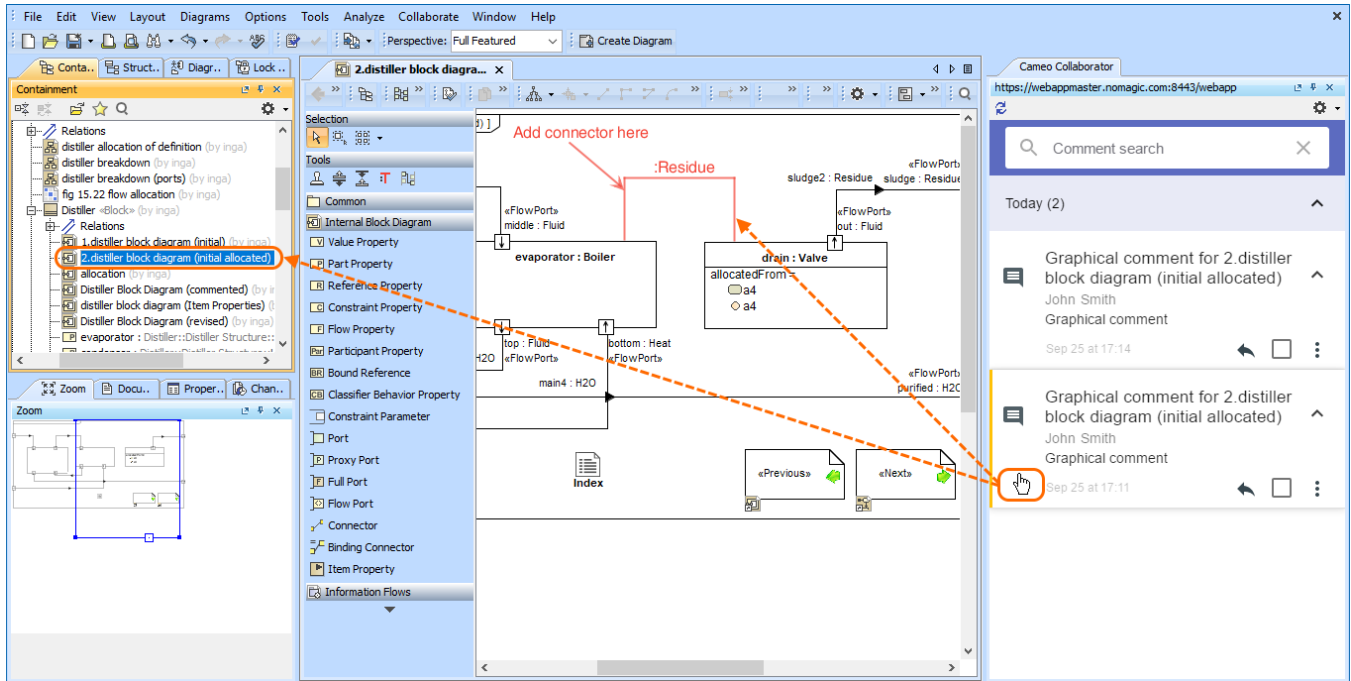 File Edit View Layout Diagrams Options Tools Analyze Collaborate Window Help
Perspective: Full Featured Create Diagram
Conta.. Struct.. Diagr.. Lock ..
Containment
Relations
distiller allocation of definition (by inga)
distiller breakdown (by inga)
distiller breakdown (ports) (by inga)
fig 15.22 flow allocation (by inga)
Distiller «Block» (by inga)
Relations
1.distiller block diagram (initial) (by inga)
2.distiller block diagram (initial allocated)
allocation (by inga)
Distiller Block Diagram (commented) (by in
distiller block diagram (Item Properties) (
Distiller Block Diagram (revised) (by inga)
evaporator : Distiller::Distiller Structure::
Zoom Docu.. Proper.. Chan..
Zoom
2.distiller block diagra...
Selection
Tools
Common
Internal Block Diagram
Value Property
Part Property
Reference Property
Constraint Property
Flow Property
Participant Property
Bound Reference
Classifier Behavior Property
Constraint Parameter
Port
Proxy Port
Full Port
Flow Port
Connector
Binding Connector
Item Property
Information Flows
d) ]
Add connector here
:Residue
«FlowPort»
middle : Fluid
evaporator : Boiler
top : Fluid
«FlowPort»
H2O
bottom : Heat
«FlowPort»
main4 : H2O
sludge2 : Residue
«FlowPort»
sludge : Residue
«FlowPort»
out : Fluid
drain : Valve
allocatedFrom =
a4
a4
«FlowPort»
purified : H2O
Index
«Previous»
«Next»
Cameo Collaborator
https://webappmaster.nomagic.com:8443/webapp
Comment search
Today (2)
Graphical comment for 2.distiller
block diagram (initial allocated)
John Smith
Graphical comment
Sep 25 at 17:14
Graphical comment for 2.distiller
block diagram (initial allocated)
John Smith
Graphical comment
Sep 25 at 17:11